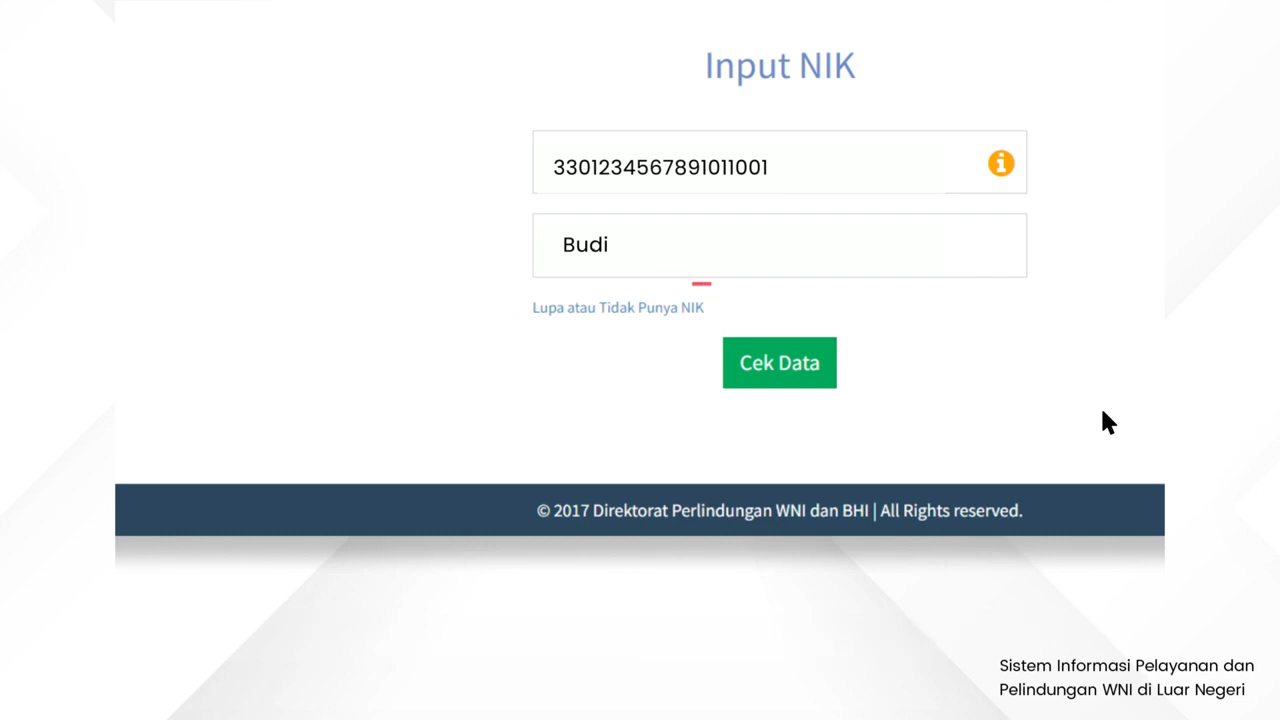 Input NIK
3301234567891011001
Budi
Lupa atau Tidak Punya NIK
Cek Data
© 2017 Direktorat Perlindungan WNI dan BHI | All Rights reserved.
Sistem Informasi Pelayanan dan
Pelindungan WNI di Luar Negeri